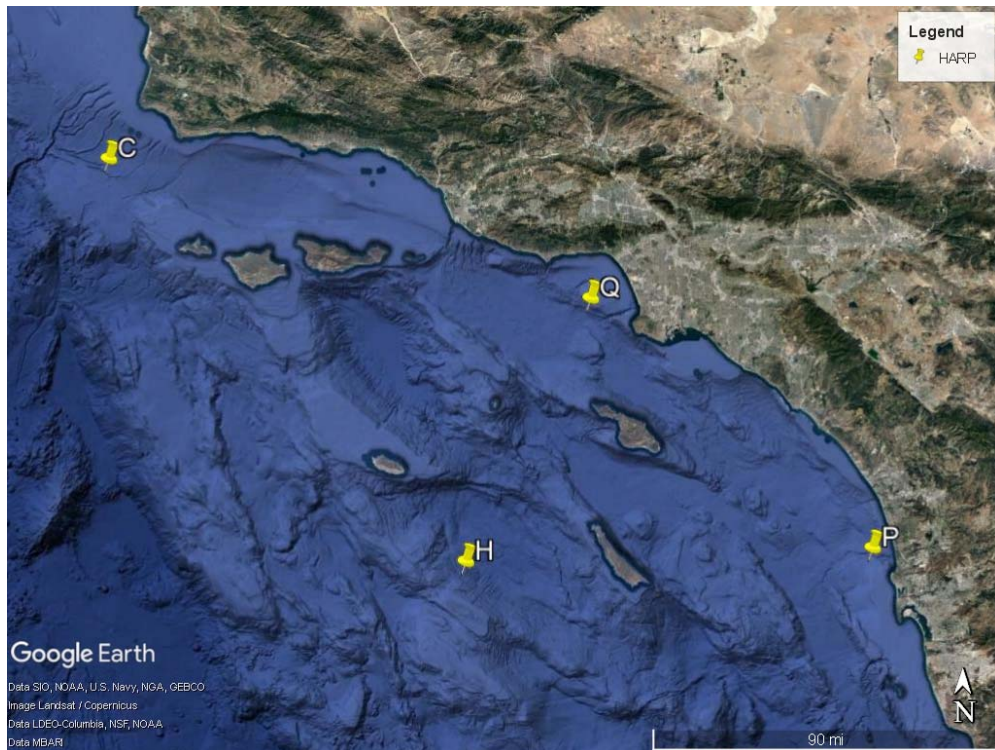 Legend
HARP
C
Q
H
P
Google Earth
Data SIO, NOAA, U.S. Navy, NGA, GEBCO
Image Landsat / Copernicus
Data LDEO-Columbia, NSF, NOAA
Data MBARI
90 mi
N